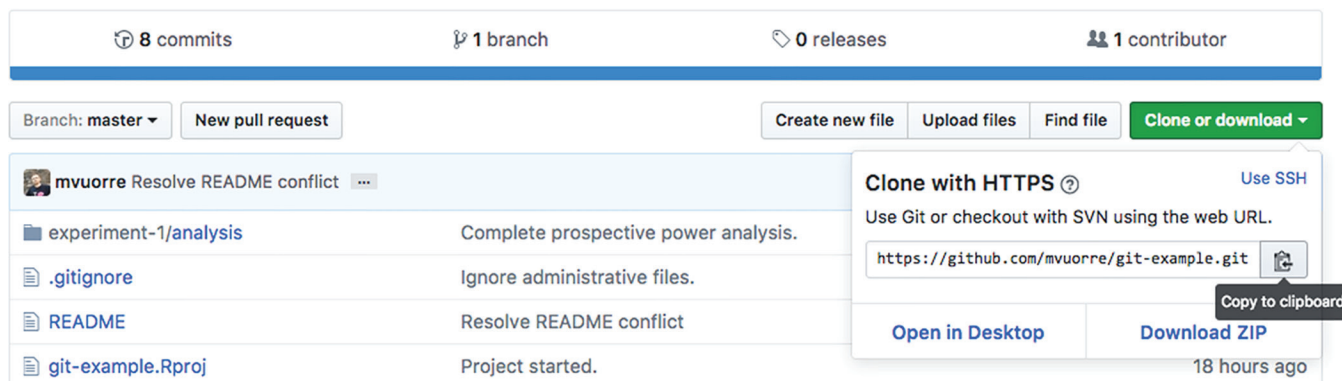 8 commits 1 branch 0 releases 1 contributor
Branch: master New pull request Create new file Upload files Find file Clone or download
mvuorre Resolve README conflict ...
Clone with HTTPS ? Use SSH
Use Git or checkout with SVN using the web URL.
experiment-1/analysis Complete prospective power analysis.
https://github.com/mvuorre/git-example.git
.gitignore Ignore administrative files.
Copy to clipboard
README Resolve README conflict
Open in Desktop Download ZIP
git-example.Rproj Project started. 18 hours ago